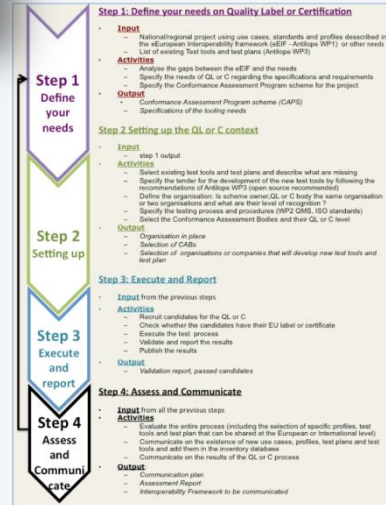 Step 1: Define your needs on Quality Label or Certification
Input
National/regional project using use cases, standards and profiles desscribed in
the eEuropean Interoperability framework (eEIF - Antilope WP1) or other needs
List of existing Test tools and test plans (Antilope WP3)
Activities
Analyse the gaps between the eEIF and the needs
Specify the needs of QL or C regarding the specifications and requirements
Specify the Conformance Assessment Program scheme for the project
Output
Conformance Assessment Program scheme (CAPS)
Specifications of the tooling needs
Step 1
Define
your
needs
Step 2 Setting up the QL or C context
Input
step 1 output
Activities
Select existing test tools and test plans and describe what are missing
Specify the tender for the development of the new test tools by following the
recommendations of Antilope WP3 (open source recommended)
Define the organisation: Is scheme owner,QL or C body the same organisation
or two organisations and what are their level of recognition ?
Specify the testing process and procedures (WP2 QMS, ISO standards)
Select the Conformance Assessment Bodies and their QL or C level
Output
Organisation in place
Selection of CABs
Selection of organisations or companies that will develop new test tools and
test plan
Step 2
Setting up
Step 3: Execute and Report
Input from the previous steps
Activities
Recruit candidates for the QL or C
Check whether the candidates have their EU label or certificate
Execute the test process
Validate and report the results
Publish the results
Output
Validation report, passed candidates
Step 3
Execute
and
report
Step 4: Assess and Communicate
Input from all the previous steps
Activities
Evaluate the entire process (including the selection of specific profiles, test
tools and test plan that can be shared at the European or International level)
Communicate on the existence of new use cases, profiles, test plans and test
tools and add them in the inventory database
Communicate on the results of the QL or C process
Output:
Communication plan
Assessment Report
Interoperability Framework to be communicated
Step 4
Assess
and
Communi
cate